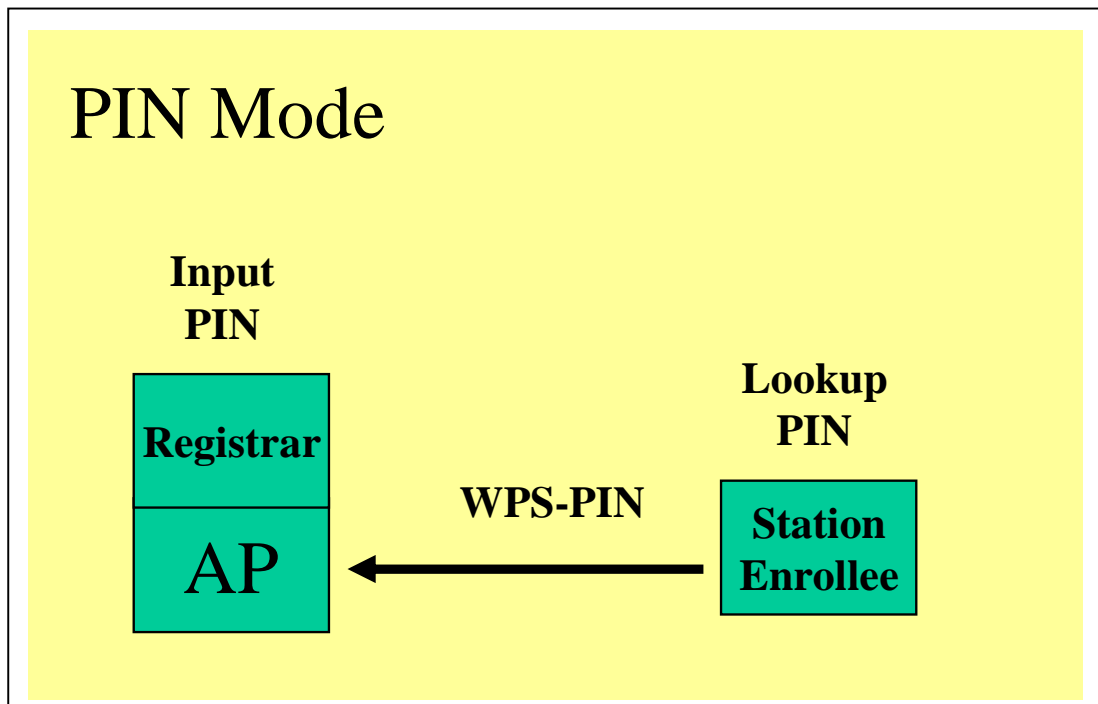 PIN Mode
Input
PIN
Registrar
AP
WPS-PIN
Lookup
PIN
Station
Enrollee